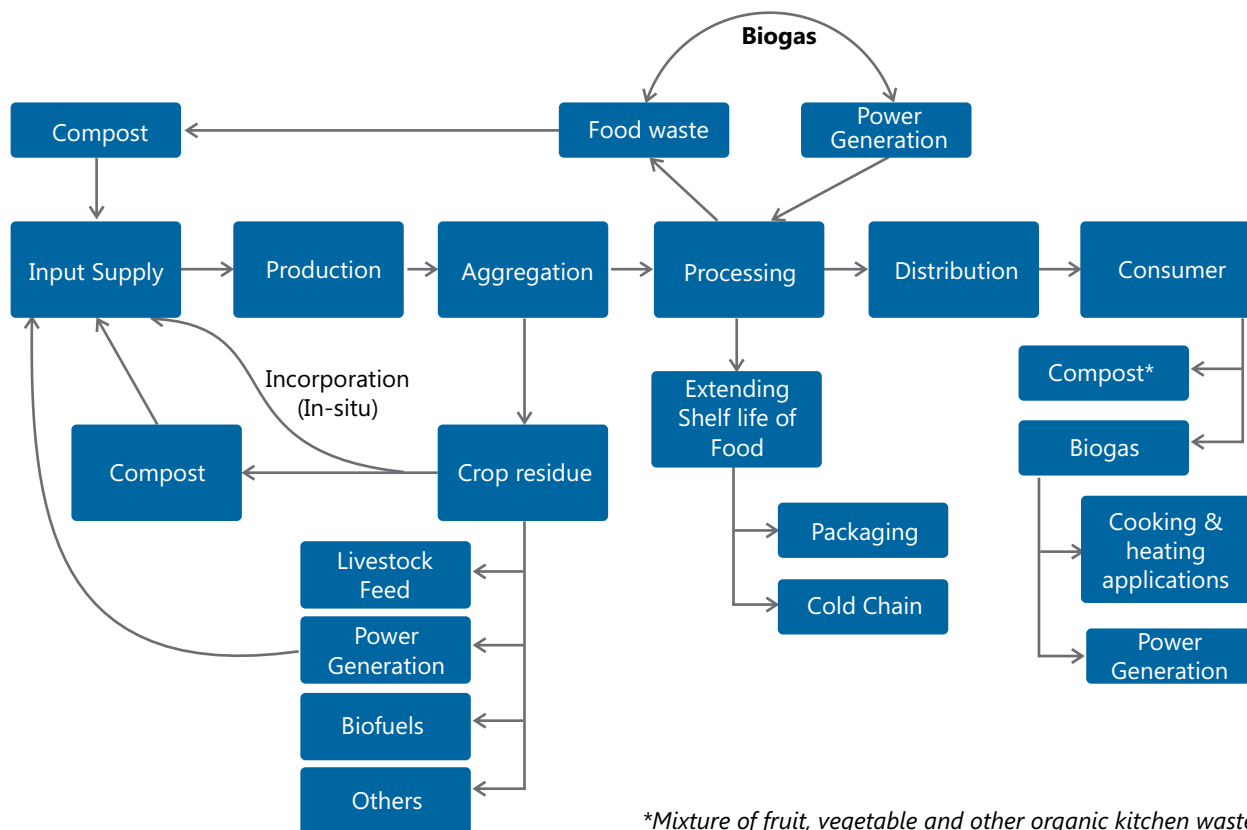 Biogas
Compost
Food waste
Power
Generation
Input Supply
Production
Aggregation
Processing
Distribution
Consumer
Incorporation
(In-situ)
Compost
Crop residue
Extending
Shelf life of
Food
Compost*
Biogas
Packaging
Cold Chain
Cooking &
heating
applications
Power
Generation
Livestock
Feed
Power
Generation
Biofuels
Others
*Mixture of fruit, vegetable and other organic kitchen waste